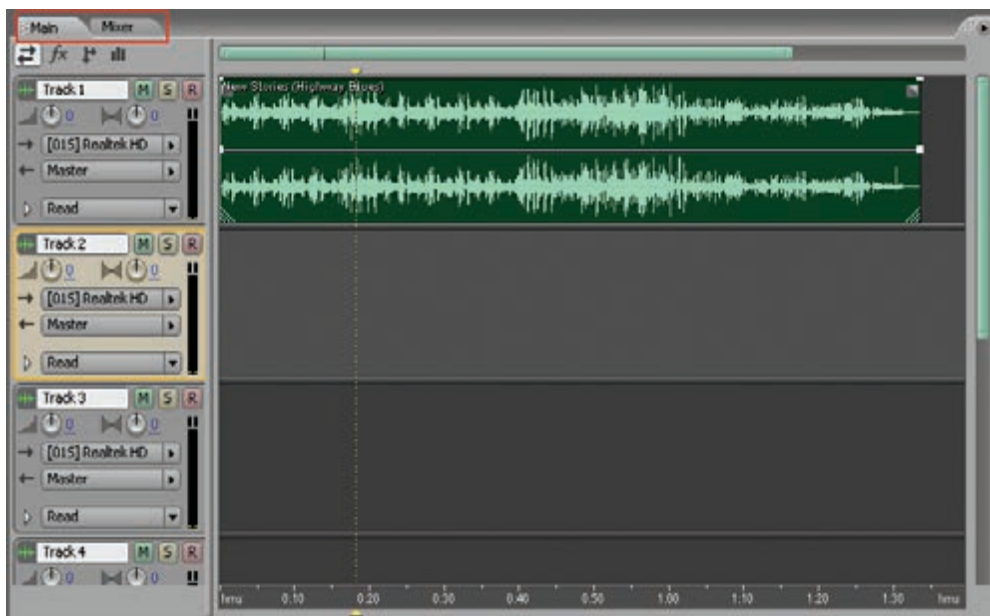 Main Mixer
fx
Track 1 M S R
New Stories (Highway Blues)
0 0
[015] Realtek HD
Master
Read
Track 2 M S R
0 0
[015] Realtek HD
Master
Read
Track 3 M S R
0 0
[015] Realtek HD
Master
Read
Track 4 M S R
0 0
hms 0:10 0:20 0:30 0:40 0:50 1:00 1:10 1:20 1:30 hms